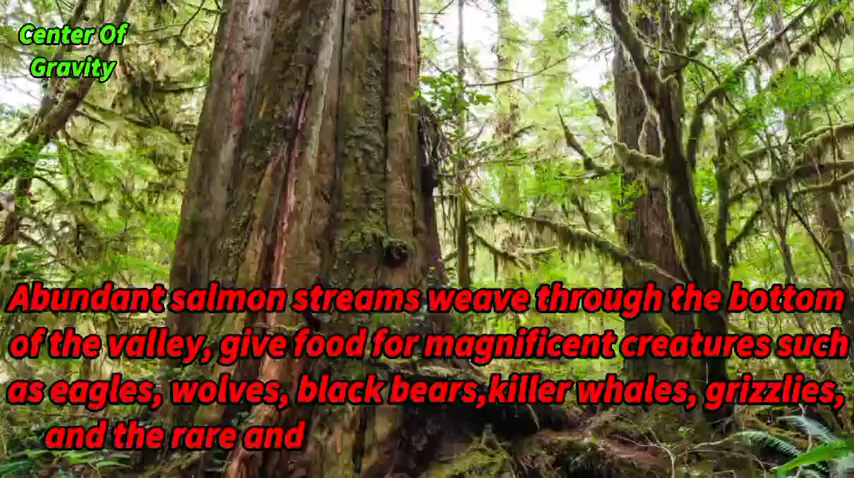 Center Of
Gravity
Abundant salmon streams weave through the bottom
of the valley, give food for magnificent creatures such
as eagles, wolves, black bears,killer whales, grizzlies,
and the rare and